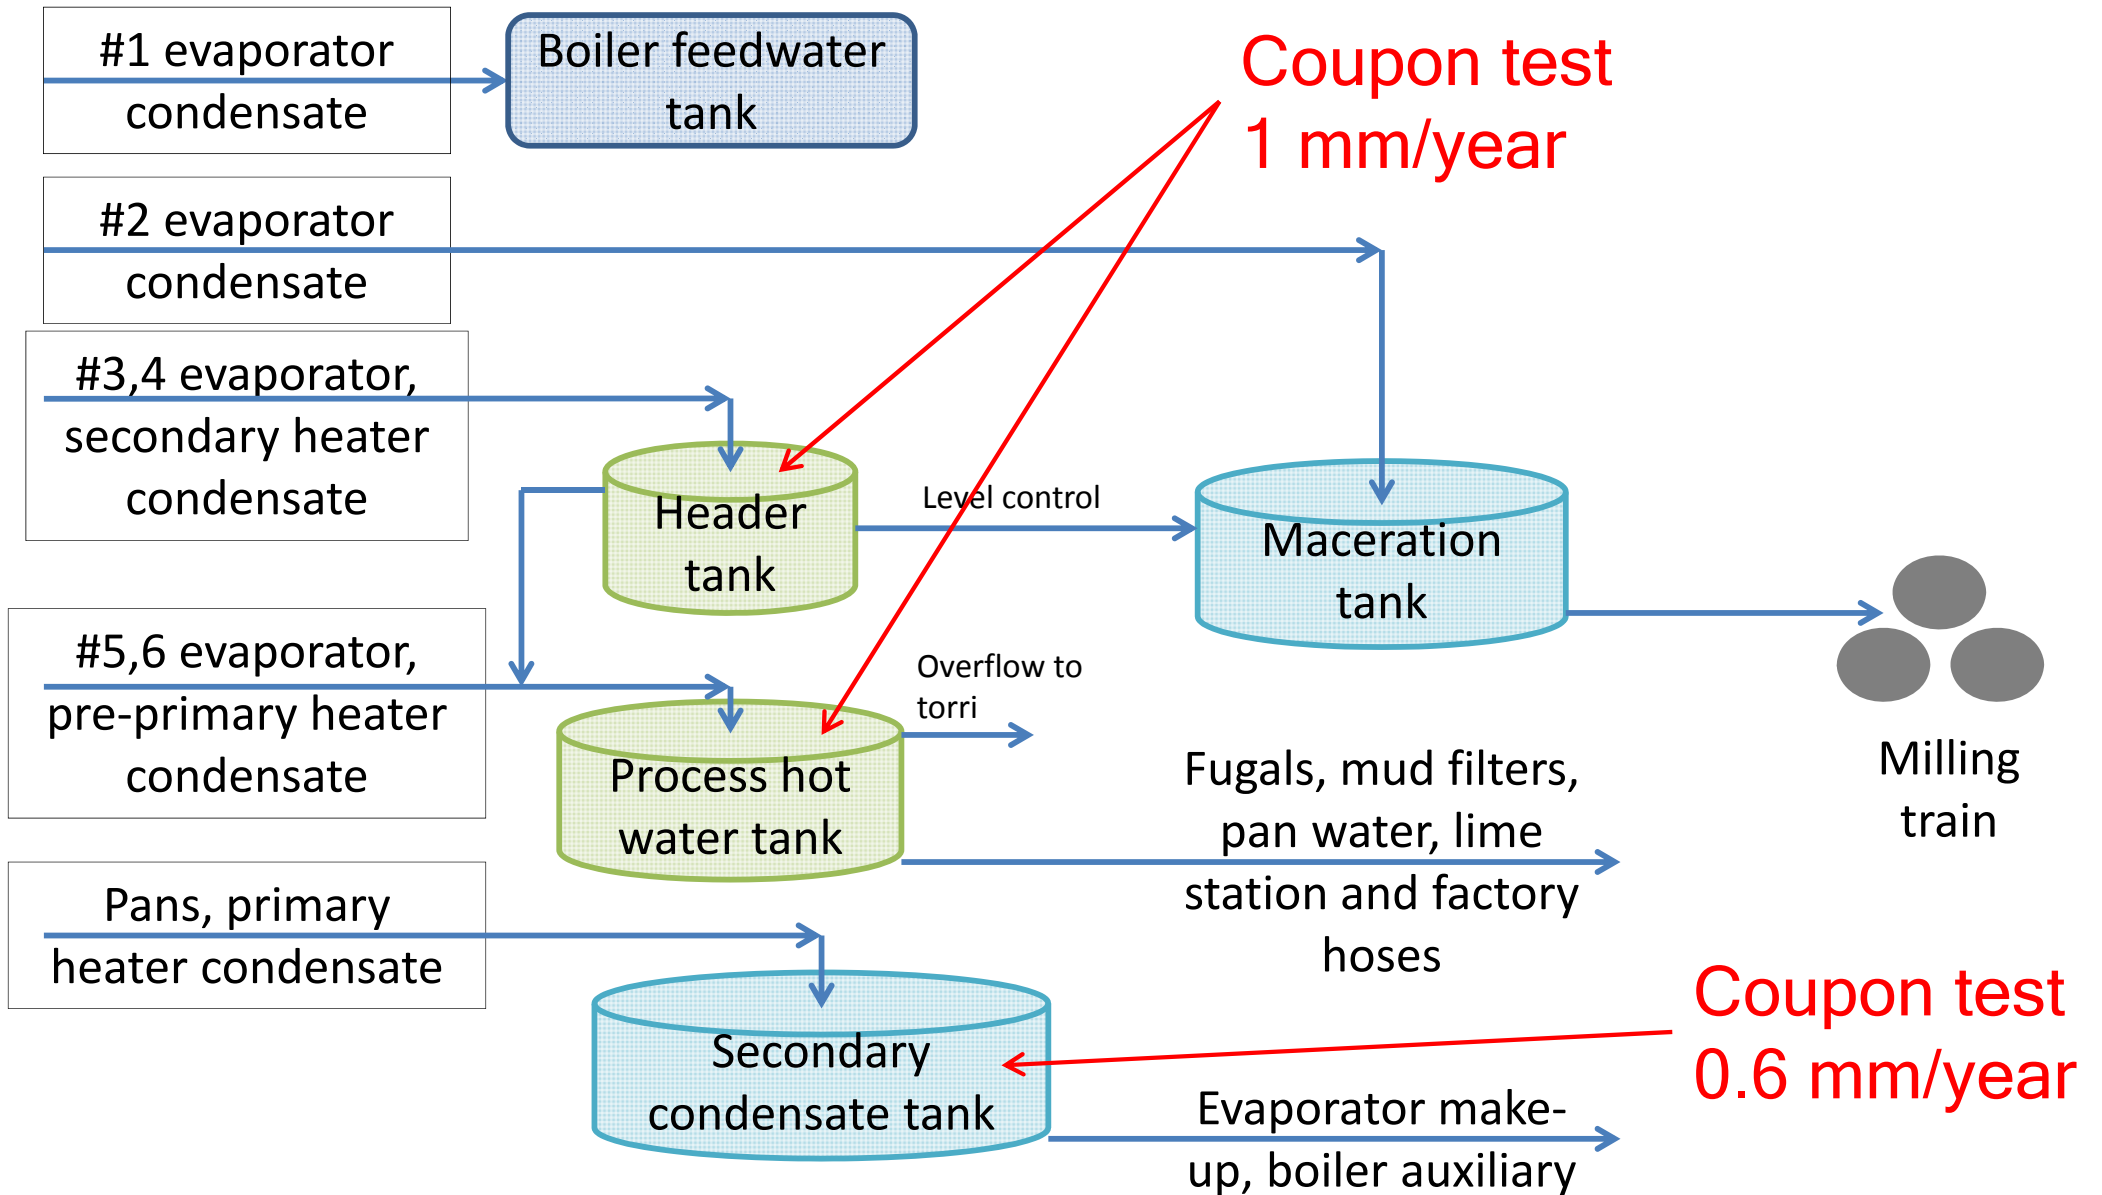 #1 evaporator
condensate
Boiler feedwater
tank
Coupon test
1 mm/year
#2 evaporator
condensate
#3,4 evaporator,
secondary heater
condensate
Header
tank
Level control
Maceration
tank
#5,6 evaporator,
pre-primary heater
condensate
Overflow to
torri
Process hot
water tank
Fugals, mud filters,
pan water, lime
station and factory
hoses
Milling
train
Pans, primary
heater condensate
Secondary
condensate tank
Coupon test
0.6 mm/year
Evaporator make-
up, boiler auxiliary